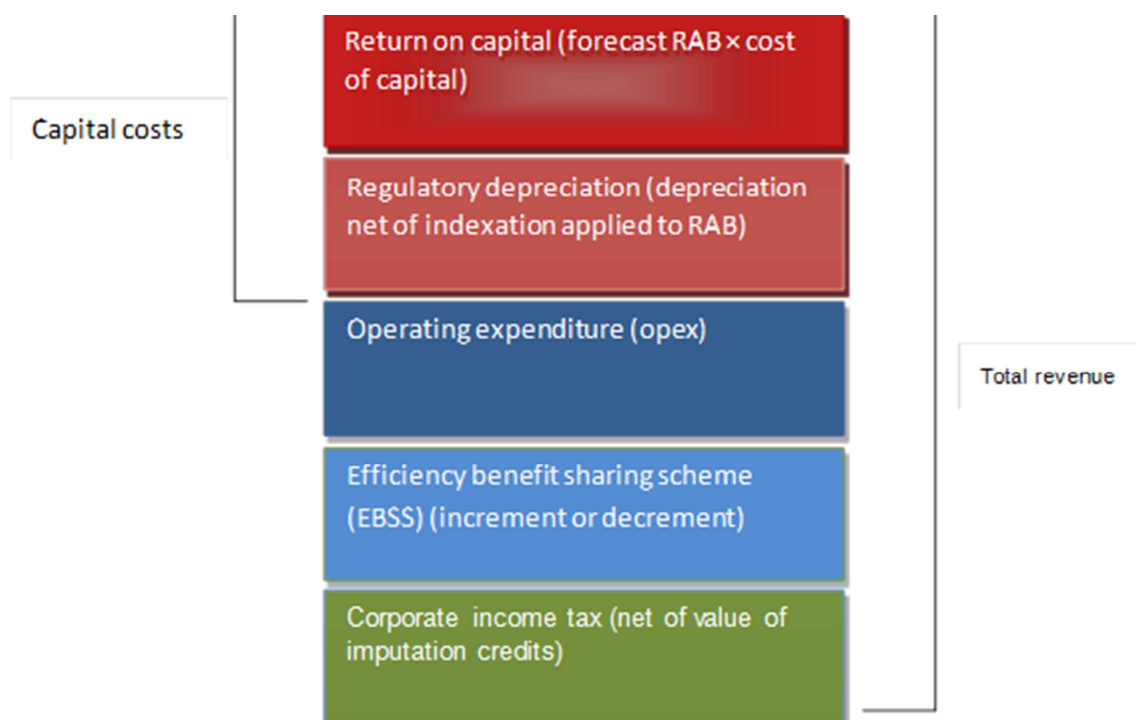 Return on capital (forecast RAB × cost
of capital)
Capital costs
Regulatory depreciation (depreciation
net of indexation applied to RAB)
Operating expenditure (opex)
Total revenue
Efficiency benefit sharing scheme
(EBSS) (increment or decrement)
Corporate income tax (net of value of
imputation credits)